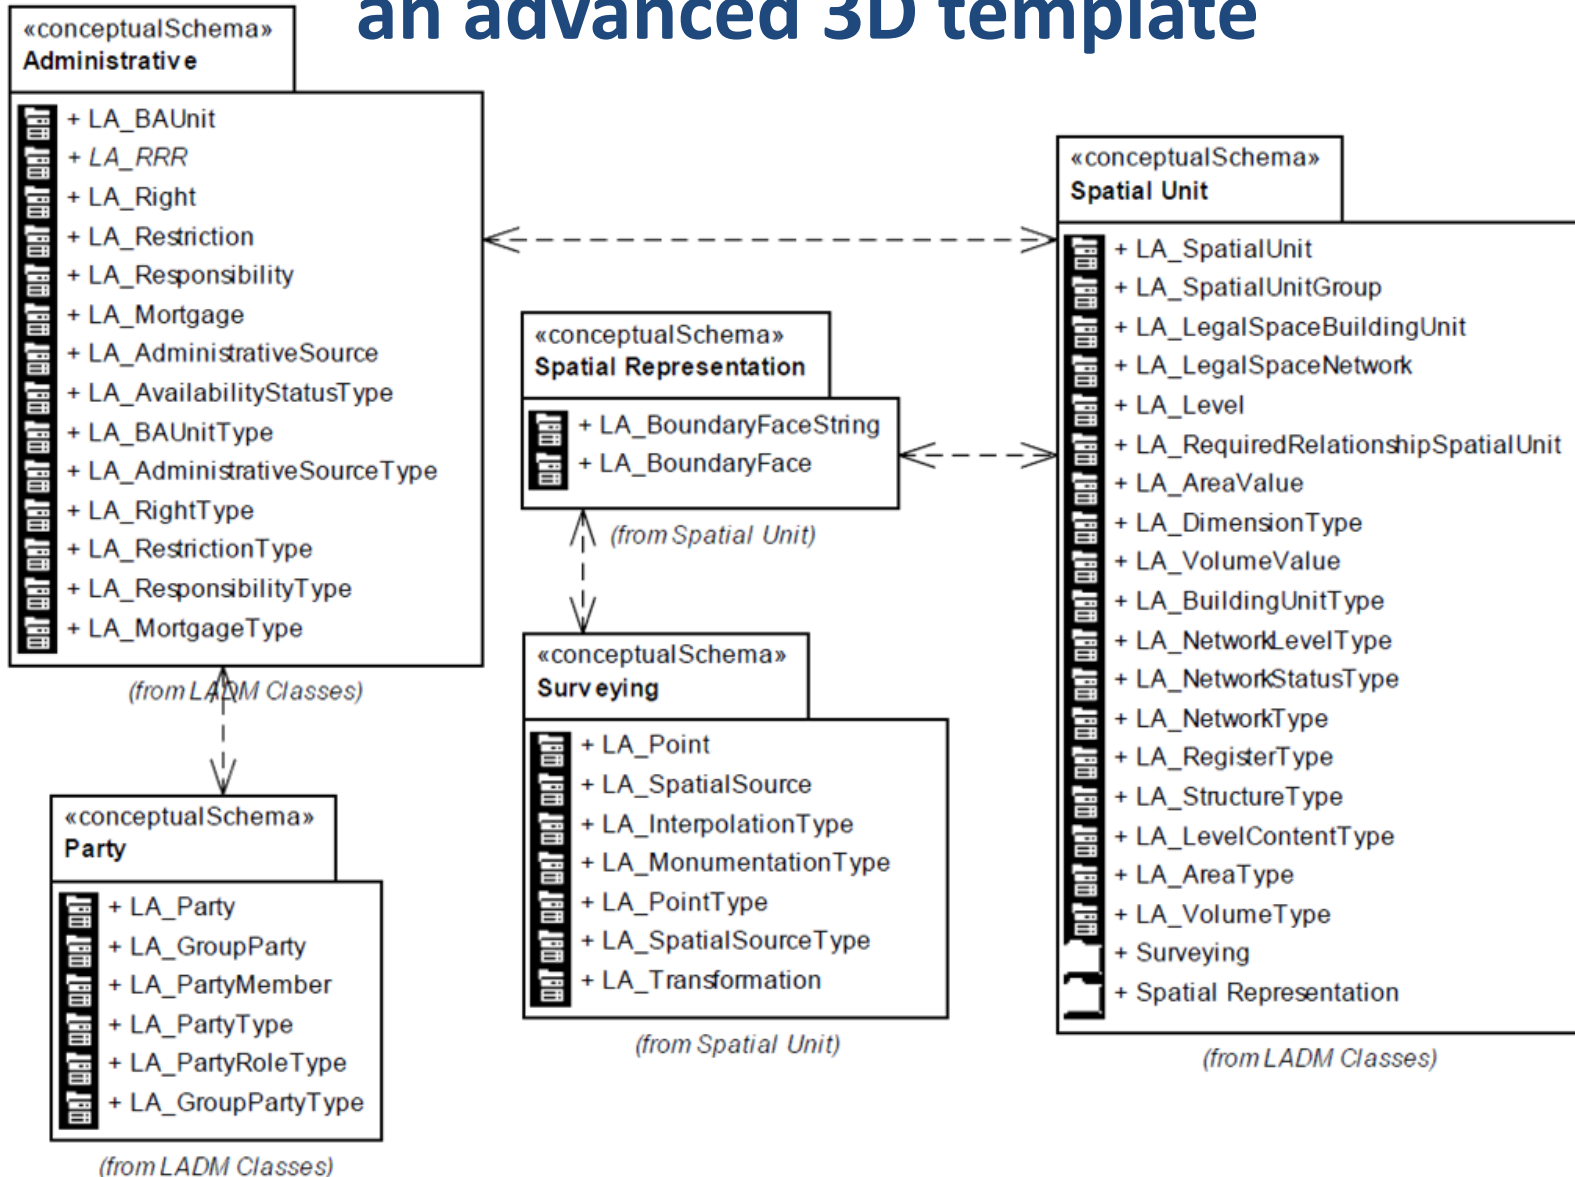 an advanced 3D template
«conceptualSchema»
Administrative
+ LA_BAUnit
+ LA_RRR
+ LA_Right
+ LA_Restriction
+ LA_Responsibility
+ LA_Mortgage
+ LA_AdministrativeSource
+ LA_AvailabilityStatusType
+ LA_BAUnitType
+ LA_AdministrativeSourceType
+ LA_RightType
+ LA_RestrictionType
+ LA_ResponsibilityType
+ LA_MortgageType
(from LADM Classes)
«conceptualSchema»
Party
+ LA_Party
+ LA_GroupParty
+ LA_PartyMember
+ LA_PartyType
+ LA_PartyRoleType
+ LA_GroupPartyType
(from LADM Classes)
«conceptualSchema»
Spatial Representation
+ LA_BoundaryFaceString
+ LA_BoundaryFace
(from Spatial Unit)
«conceptualSchema»
Surveying
+ LA_Point
+ LA_SpatialSource
+ LA_InterpolationType
+ LA_MonumentationType
+ LA_PointType
+ LA_SpatialSourceType
+ LA_Transformation
(from Spatial Unit)
«conceptualSchema»
Spatial Unit
+ LA_SpatialUnit
+ LA_SpatialUnitGroup
+ LA_LegalSpaceBuildingUnit
+ LA_LegalSpaceNetwork
+ LA_Level
+ LA_RequiredRelationshipSpatialUnit
+ LA_AreaValue
+ LA_DimensionType
+ LA_VolumeValue
+ LA_BuildingUnitType
+ LA_NetworkLevelType
+ LA_NetworkStatusType
+ LA_NetworkType
+ LA_RegisterType
+ LA_StructureType
+ LA_LevelContentType
+ LA_AreaType
+ LA_VolumeType
+ Surveying
+ Spatial Representation
(from LADM Classes)